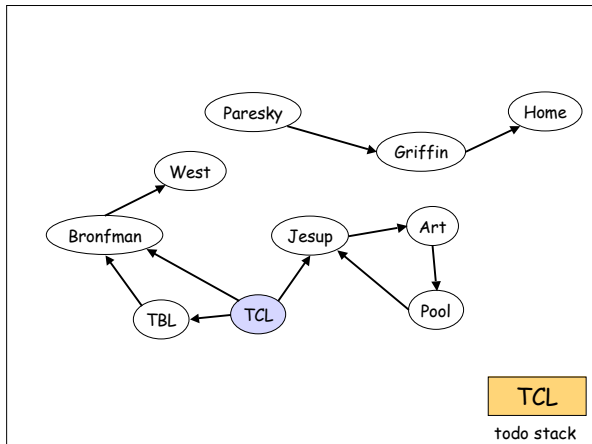 Paresky
Home
Griffin
West
Bronfman
Jesup
Art
TBL
TCL
Pool
TCL
todo stack